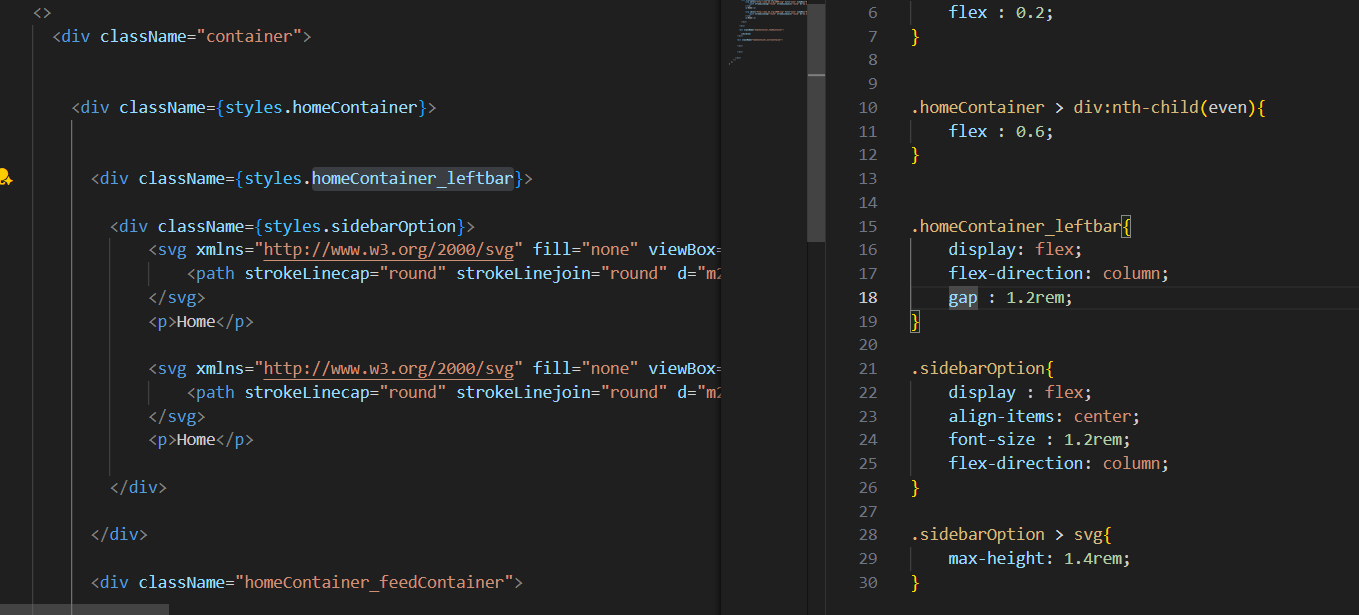 <>
<div className="container">
<div className={styles.homeContainer}>
<div className={styles.homeContainer_leftbar}>
<div className={styles.sidebarOption}>
<svg xmlns="http://www.w3.org/2000/svg" fill="none" viewBox=
<path strokeLinecap="round" strokeLinejoin="round" d="m2
</svg>
<p>Home</p>
<svg xmlns="http://www.w3.org/2000/svg" fill="none" viewBox=
<path strokeLinecap="round" strokeLinejoin="round" d="m2
</svg>
<p>Home</p>
</div>
</div>
<div className="homeContainer_feedContainer">
6 flex : 0.2;
7 }
8
9
10 .homeContainer > div:nth-child(even){
11 flex : 0.6;
12 }
13
14
15 .homeContainer_leftbar{
16 display: flex;
17 flex-direction: column;
18 gap : 1.2rem;
19 }
20
21 .sidebarOption{
22 display : flex;
23 align-items: center;
24 font-size : 1.2rem;
25 flex-direction: column;
26 }
27
28 .sidebarOption > svg{
29 max-height: 1.4rem;
30 }